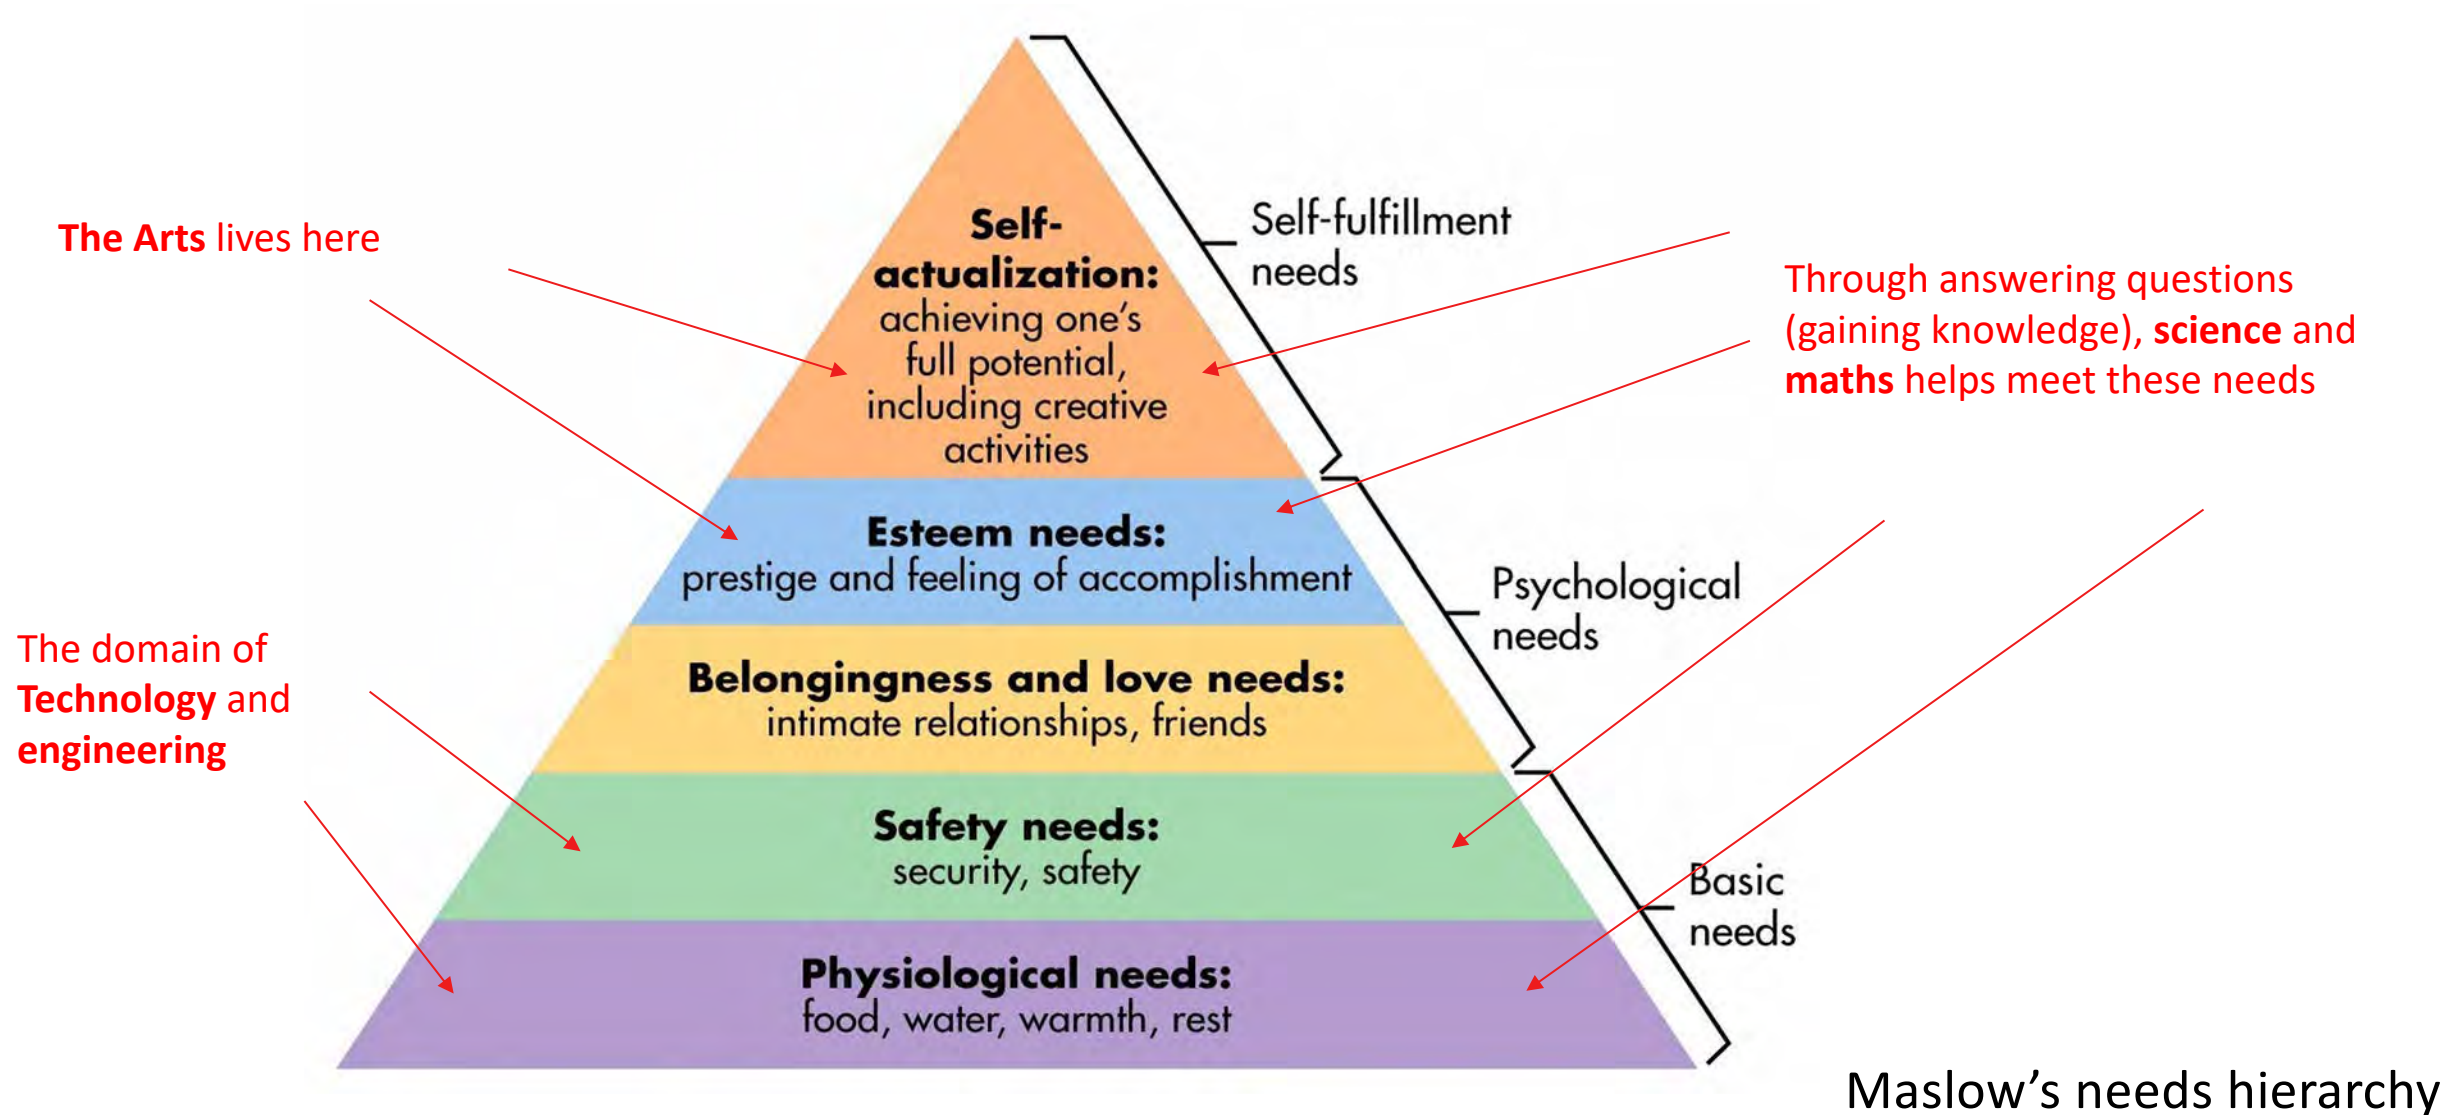 Self-
actualization:
achieving one's
full potential,
including creative
activities
Esteem needs:
prestige and feeling of accomplishment
Belongingness and love needs:
intimate relationships, friends
Safety needs:
security, safety
Physiological needs:
food, water, warmth, rest
Self-fulfillment
needs
Psychological
needs
Basic
needs
The Arts lives here
The domain of
Technology and
engineering
Through answering questions
(gaining knowledge), science and
maths helps meet these needs
Maslow's needs hierarchy